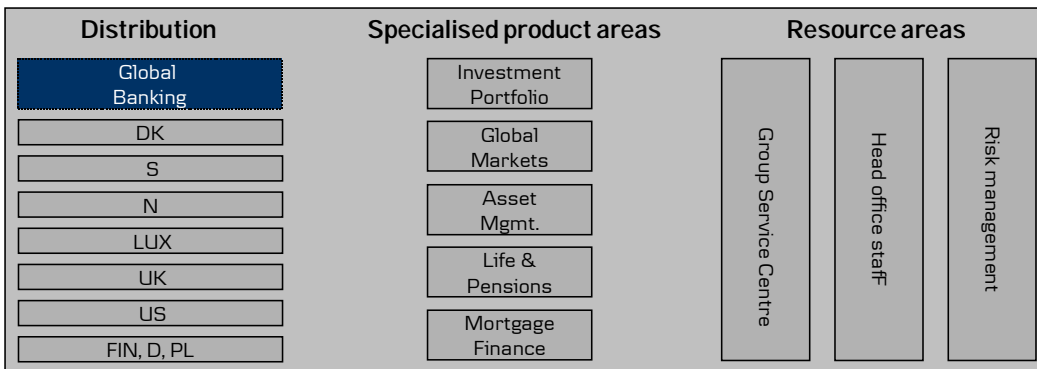 Distribution
Global
Banking
DK
S
N
LUX
UK
US
FIN, D, PL
Specialised product areas
Investment
Portfolio
Global
Markets
Asset
Mgmt.
Life &
Pensions
Mortgage
Finance
Resource areas
Group Service Centre
Head office staff
Risk management